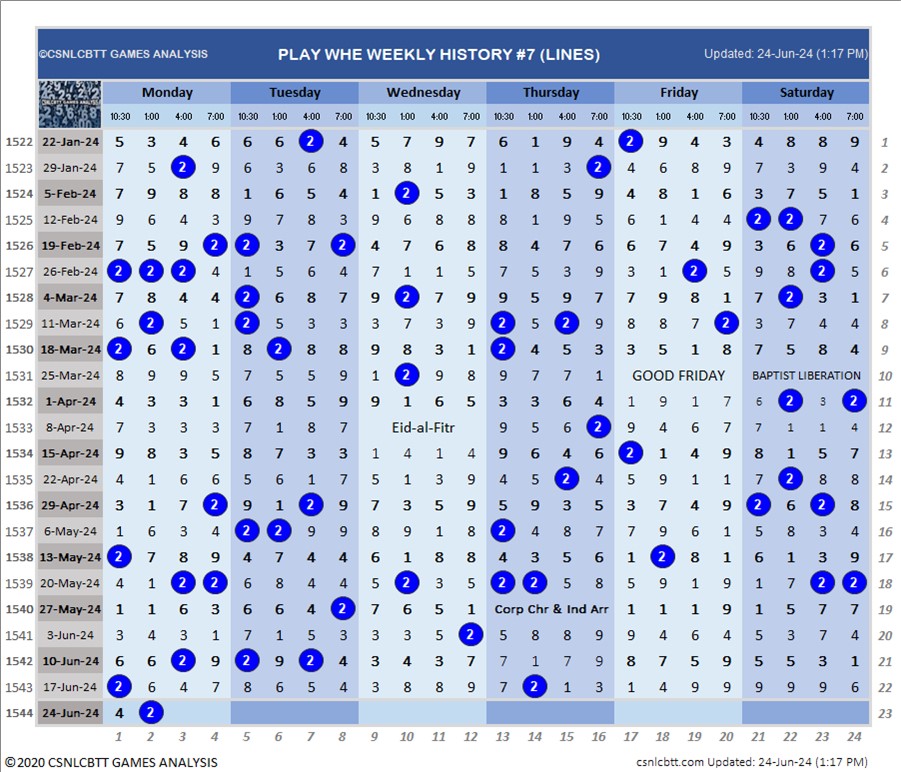 ©CSNLCBTT GAMES ANALYSIS PLAY WHE WEEKLY HISTORY #7 (LINES) Updated: 24-Jun-24 (1:17 PM)
Monday Tuesday Wednesday Thursday Friday Saturday
10:30 1:00 4:00 7:00 10:30 1:00 4:00 7:00 10:30 1:00 4:00 7:00 10:30 1:00 4:00 7:00 10:30 1:00 4:00 7:00 10:30 1:00 4:00 7:00
1522 22-Jan-24 5 3 4 6 6 6 2 4 5 7 9 7 6 1 9 4 2 9 4 3 4 8 8 9 1
1523 29-Jan-24 7 5 2 9 6 3 6 8 3 8 1 9 1 1 3 2 4 6 8 9 7 3 9 4 2
1524 5-Feb-24 7 9 8 8 1 6 5 4 1 2 5 3 1 8 5 9 4 8 1 6 3 7 5 1 3
1525 12-Feb-24 9 6 4 3 9 7 8 3 9 6 8 8 8 1 9 5 6 1 4 4 2 2 7 6 4
1526 19-Feb-24 7 5 9 2 2 3 7 2 4 7 6 8 8 4 7 6 6 7 4 9 3 6 2 6 5
1527 26-Feb-24 2 2 2 4 1 5 6 4 7 1 1 5 7 5 3 9 3 1 2 5 9 8 2 5 6
1528 4-Mar-24 7 8 4 4 2 6 8 7 9 2 7 9 9 5 9 7 7 9 8 1 7 2 3 1 7
1529 11-Mar-24 6 2 5 1 2 5 3 3 3 7 3 9 2 5 2 9 8 8 7 2 3 7 4 4 8
1530 18-Mar-24 2 6 2 1 8 2 8 8 9 8 3 1 2 4 5 3 3 5 1 8 7 5 8 4 9
1531 25-Mar-24 8 9 9 5 7 5 5 9 1 2 9 8 9 7 7 1 GOOD FRIDAY BAPTIST LIBERATION 10
1532 1-Apr-24 4 3 3 1 6 8 5 9 9 1 6 5 3 3 6 4 1 9 1 7 6 2 3 2 11
1533 8-Apr-24 7 3 3 3 7 1 8 7 Eid-al-Fitr 9 5 6 2 9 4 6 7 7 1 1 4 12
1534 15-Apr-24 9 8 3 5 8 7 3 3 1 4 1 4 9 6 4 6 2 1 4 9 8 1 5 7 13
1535 22-Apr-24 4 1 6 6 5 6 1 7 5 1 3 9 4 5 2 4 5 9 1 1 7 2 8 8 14
1536 29-Apr-24 3 1 7 2 9 1 2 9 7 3 5 9 5 9 3 5 3 7 4 9 2 6 2 8 15
1537 6-May-24 1 6 3 4 2 2 9 9 8 9 1 8 2 4 8 7 7 9 6 1 5 8 3 4 16
1538 13-May-24 2 7 8 9 4 7 4 4 6 1 8 8 4 3 5 6 1 2 8 1 6 1 3 9 17
1539 20-May-24 4 1 2 2 6 8 4 4 5 2 3 5 2 2 5 8 5 9 1 9 1 7 2 2 18
1540 27-May-24 1 1 6 3 6 6 4 2 7 6 5 1 Corp Chr & Ind Arr 1 1 1 9 1 5 7 7 19
1541 3-Jun-24 3 4 3 1 7 1 5 3 3 3 5 2 5 8 8 9 9 4 6 4 5 3 7 4 20
1542 10-Jun-24 6 6 2 9 2 9 2 4 3 4 3 7 7 1 7 9 8 7 5 9 5 5 3 1 21
1543 17-Jun-24 2 6 4 7 8 6 5 4 3 8 8 9 7 2 1 3 1 4 9 9 9 9 9 6 22
1544 24-Jun-24 4 2 23
1 2 3 4 5 6 7 8 9 10 11 12 13 14 15 16 17 18 19 20 21 22 23 24
©2020 CSNLCBTT GAMES ANALYSIS csnlcbtt.com Updated: 24-Jun-24 (1:17 PM)